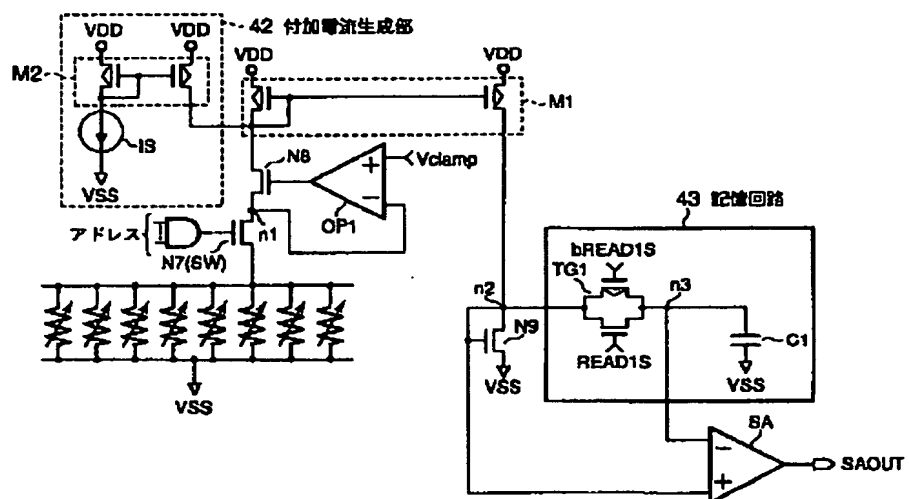 42 付加電流生成部
VDD
VDD
VDD
VDD
M2
M1
IS
VSS
N8
+
Vclamp
-
OP1
アドレス
n1
N7(SW)
43 記憶回路
bREAD1S
TG1
n2
n3
N9
READ1S
C1
VSS
VSS
VSS
SA
-
+
SAOUT